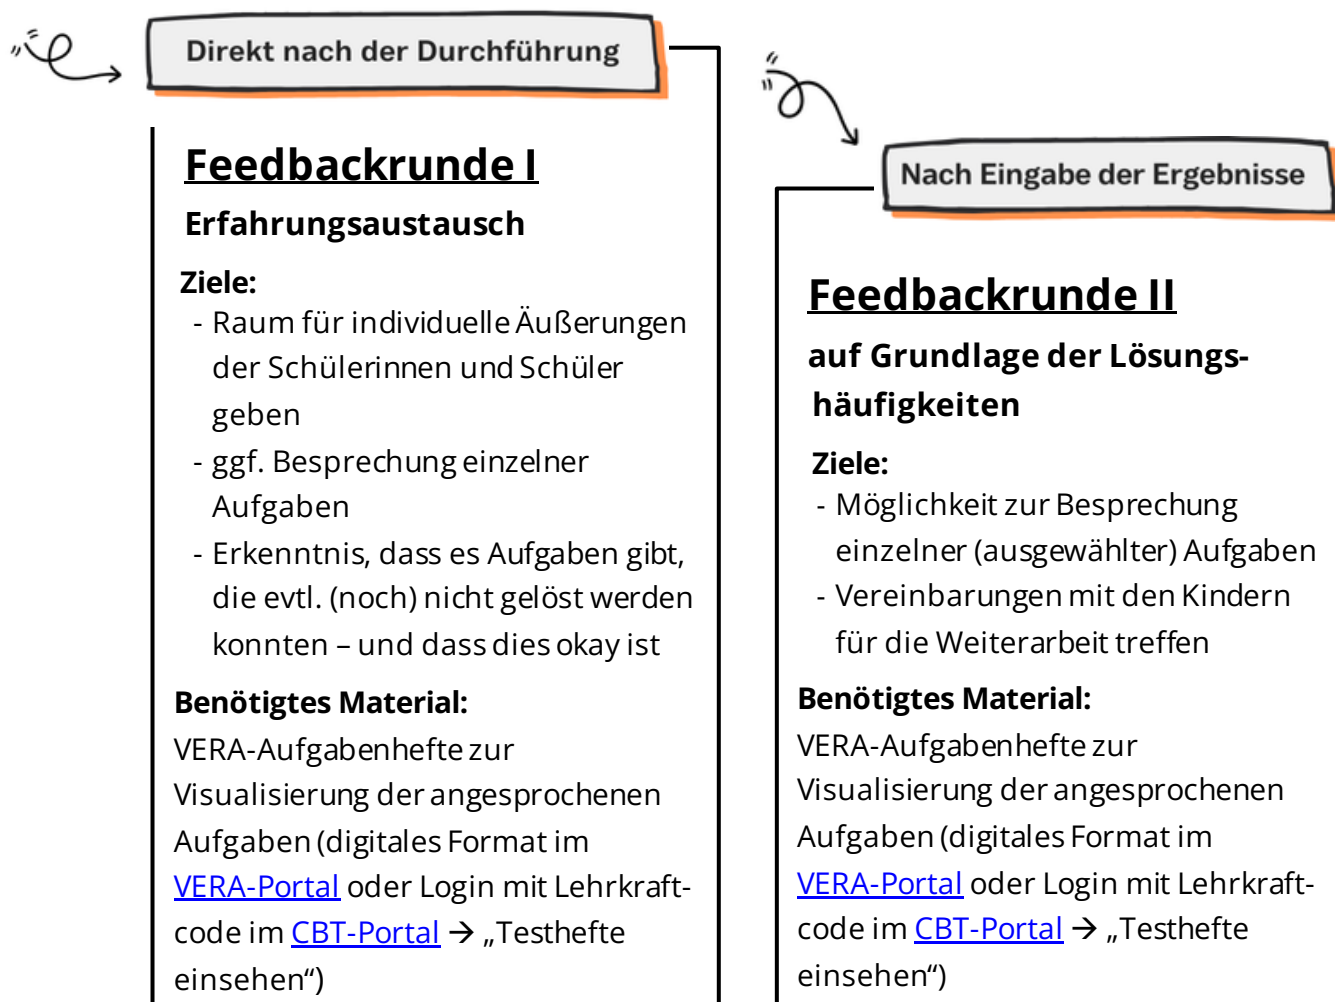 Direkt nach der Durchführung
Feedbackrunde I
Erfahrungsaustausch
Ziele:
- Raum für individuelle Äußerungen
der Schülerinnen und Schüler
geben
- ggf. Besprechung einzelner
Aufgaben
- Erkenntnis, dass es Aufgaben gibt,
die evtl. (noch) nicht gelöst werden
konnten – und dass dies okay ist
Benötigtes Material:
VERA-Aufgabenhefte zur
Visualisierung der angesprochenen
Aufgaben (digitales Format im
VERA-Portal oder Login mit Lehrkraft-
code im CBT-Portal → „Testhefte
einsehen“)
Nach Eingabe der Ergebnisse
Feedbackrunde II
auf Grundlage der Lösungs-
häufigkeiten
Ziele:
- Möglichkeit zur Besprechung
einzelner (ausgewählter) Aufgaben
- Vereinbarungen mit den Kindern
für die Weiterarbeit treffen
Benötigtes Material:
VERA-Aufgabenhefte zur
Visualisierung der angesprochenen
Aufgaben (digitales Format im
VERA-Portal oder Login mit Lehrkraft-
code im CBT-Portal → „Testhefte
einsehen“)